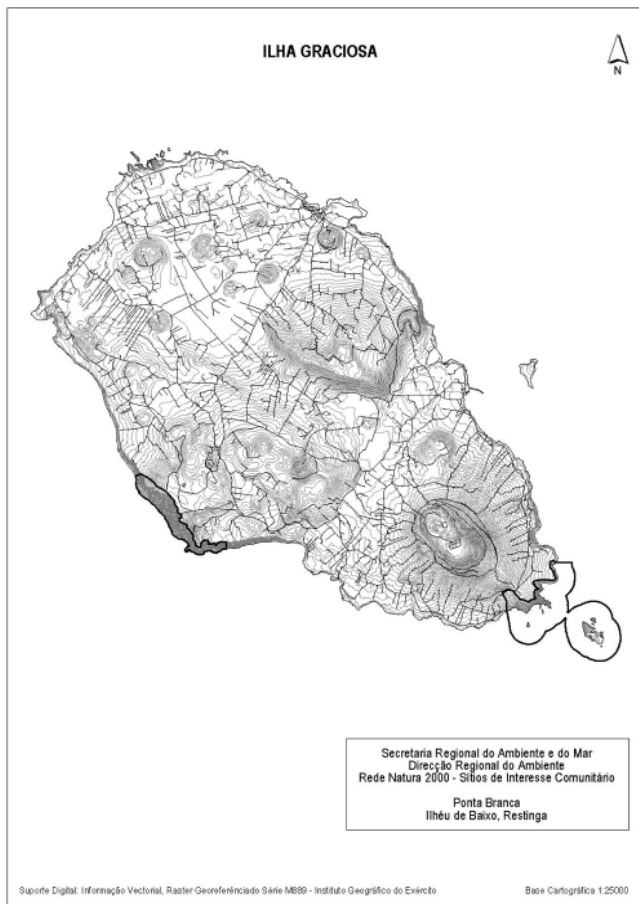 ILHA GRACIOSA
N
Secretaria Regional do Ambiente e do Mar
Direcção Regional do Ambiente
Rede Natura 2000 - Sítios de Interesse Comunitário
Ponta Branca
Ilhéu de Baixo, Restinga
Suporte Digital: Informação Vectorial, Raster Georeferênciado Série M889 - Instituto Geográfico do Exército
Base Cartográfica 1:25000